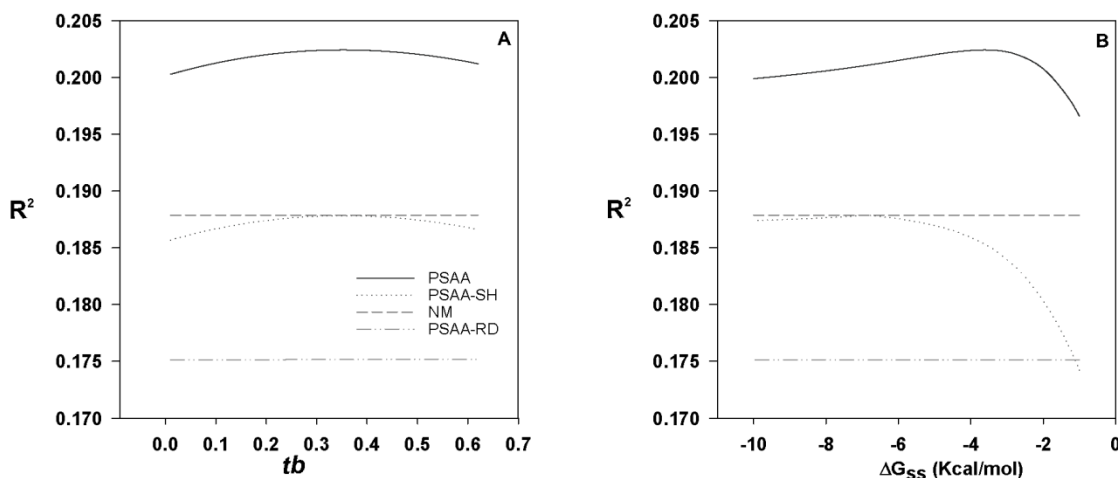 A
0.205
0.200
0.195
0.190
0.185
0.180
0.175
0.170
R²
PSAA
PSAA-SH
NM
PSAA-RD
0.0 0.1 0.2 0.3 0.4 0.5 0.6 0.7
tb
B
0.205
0.200
0.195
0.190
0.185
0.180
0.175
0.170
R²
-10 -8 -6 -4 -2 0
ΔGss (Kcal/mol)